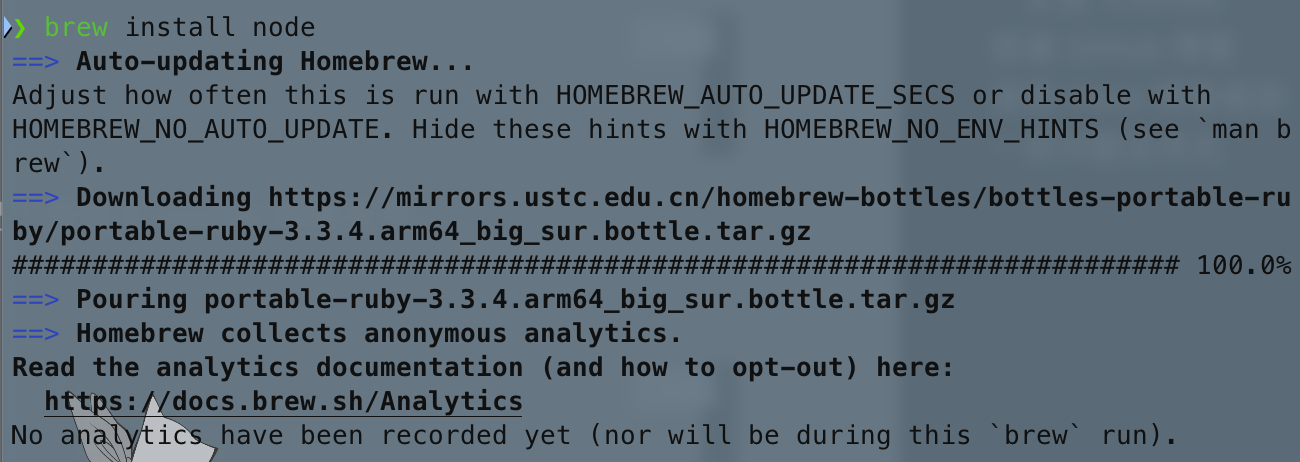 ❯ brew install node
==> Auto-updating Homebrew...
Adjust how often this is run with HOMEBREW_AUTO_UPDATE_SECS or disable with
HOMEBREW_NO_AUTO_UPDATE. Hide these hints with HOMEBREW_NO_ENV_HINTS (see `man b
rew`).
==> Downloading https://mirrors.ustc.edu.cn/homebrew-bottles/bottles-portable-ru
by/portable-ruby-3.3.4.arm64_big_sur.bottle.tar.gz
######################################################################### 100.0%
==> Pouring portable-ruby-3.3.4.arm64_big_sur.bottle.tar.gz
==> Homebrew collects anonymous analytics.
Read the analytics documentation (and how to opt-out) here:
  https://docs.brew.sh/Analytics
No analytics have been recorded yet (nor will be during this `brew` run).